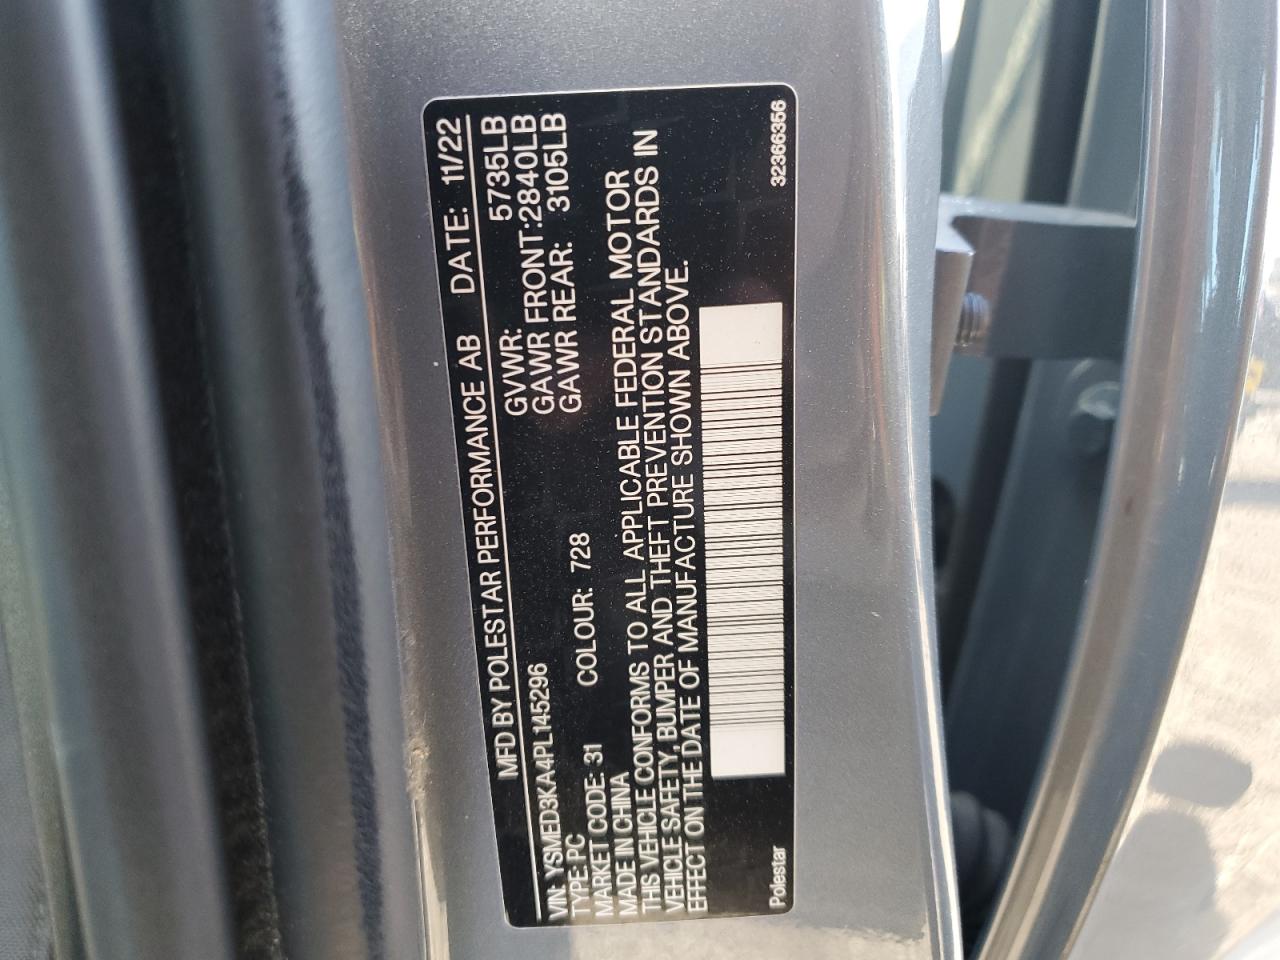 MFD BY POLESTAR PERFORMANCE AB DATE: 11/22
VIN: YSMED3KA4PL145296 GVWR: 5735LB
TYPE: PC GAWR FRONT: 2840LB
MARKET CODE: 31 COLOUR: 728 GAWR REAR: 3105LB
MADE IN CHINA
THIS VEHICLE CONFORMS TO ALL APPLICABLE FEDERAL MOTOR
VEHICLE SAFETY, BUMPER AND THEFT PREVENTION STANDARDS IN
EFFECT ON THE DATE OF MANUFACTURE SHOWN ABOVE.
Polestar 32366356